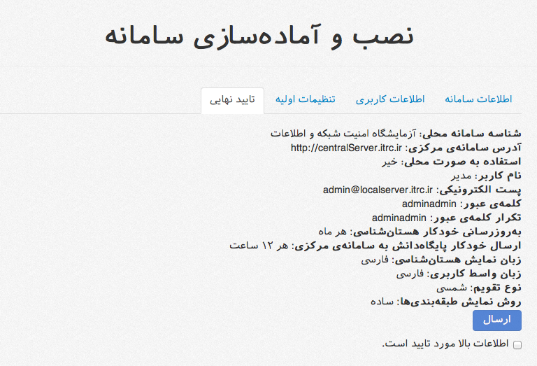 نصب و آماده‌سازی سامانه
اطلاعات سامانه اطلاعات کاربری تنظیمات اولیه تایید نهایی
شناسه سامانه محلی: آزمایشگاه امنیت شبکه و اطلاعات
آدرس سامانه‌ی مرکزی: http://centralServer.itrc.ir
استفاده به صورت محلی: خیر
نام کاربر: مدیر
پست الکترونیکی: admin@localserver.itrc.ir
کلمه‌ی عبور: adminadmin
تکرار کلمه‌ی عبور: adminadmin
به‌روزرسانی خودکار هستان‌شناسی: هر ماه
ارسال خودکار پایگاه‌دانش به سامانه‌ی مرکزی: هر ۱۲ ساعت
زبان نمایش هستان‌شناسی: فارسی
زبان واسط کاربری: فارسی
نوع تقویم: شمسی
روش نمایش طبقه‌بندی‌ها: ساده
ارسال
اطلاعات بالا مورد تایید است.